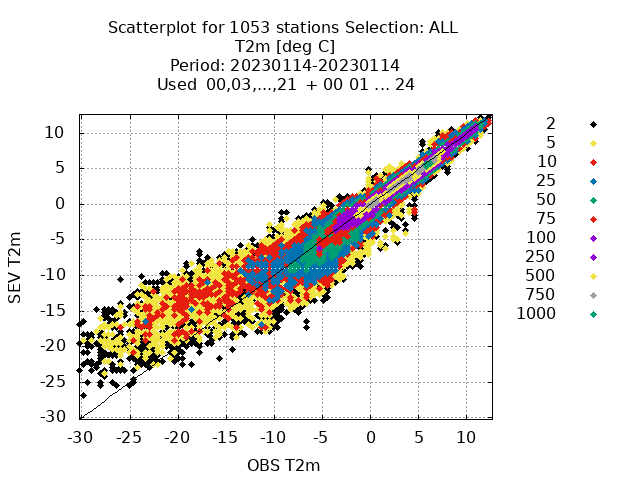 Scatterplot for 1053 stations Selection: ALL
T2m [deg C]
Period: 20230114-20230114
Used 00,03,...,21 + 00 01 ... 24
SEV T2m
10
5
0
-5
-10
-15
-20
-25
-30
-30 -25 -20 -15 -10 -5 0 5 10
OBS T2m
2
5
10
25
50
75
100
250
500
750
1000